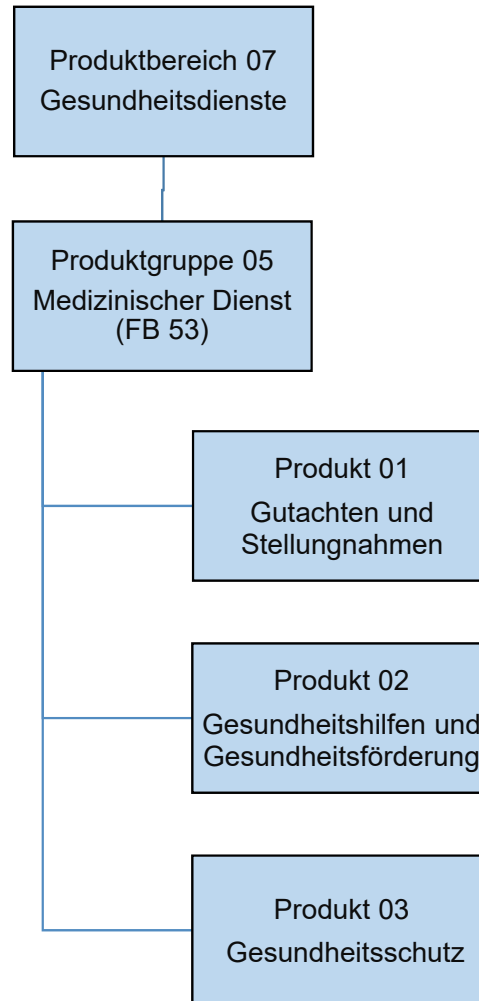 Produktbereich 07
Gesundheitsdienste
Produktgruppe 05
Medizinischer Dienst
(FB 53)
Produkt 01
Gutachten und
Stellungnahmen
Produkt 02
Gesundheitshilfen und
Gesundheitsförderung
Produkt 03
Gesundheitsschutz